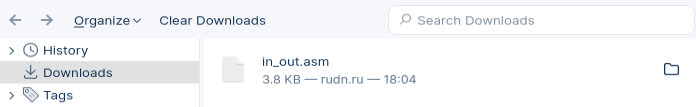 Organize
Clear Downloads
Search Downloads
History
Downloads
Tags
in_out.asm
3.8 KB — rudn.ru — 18:04